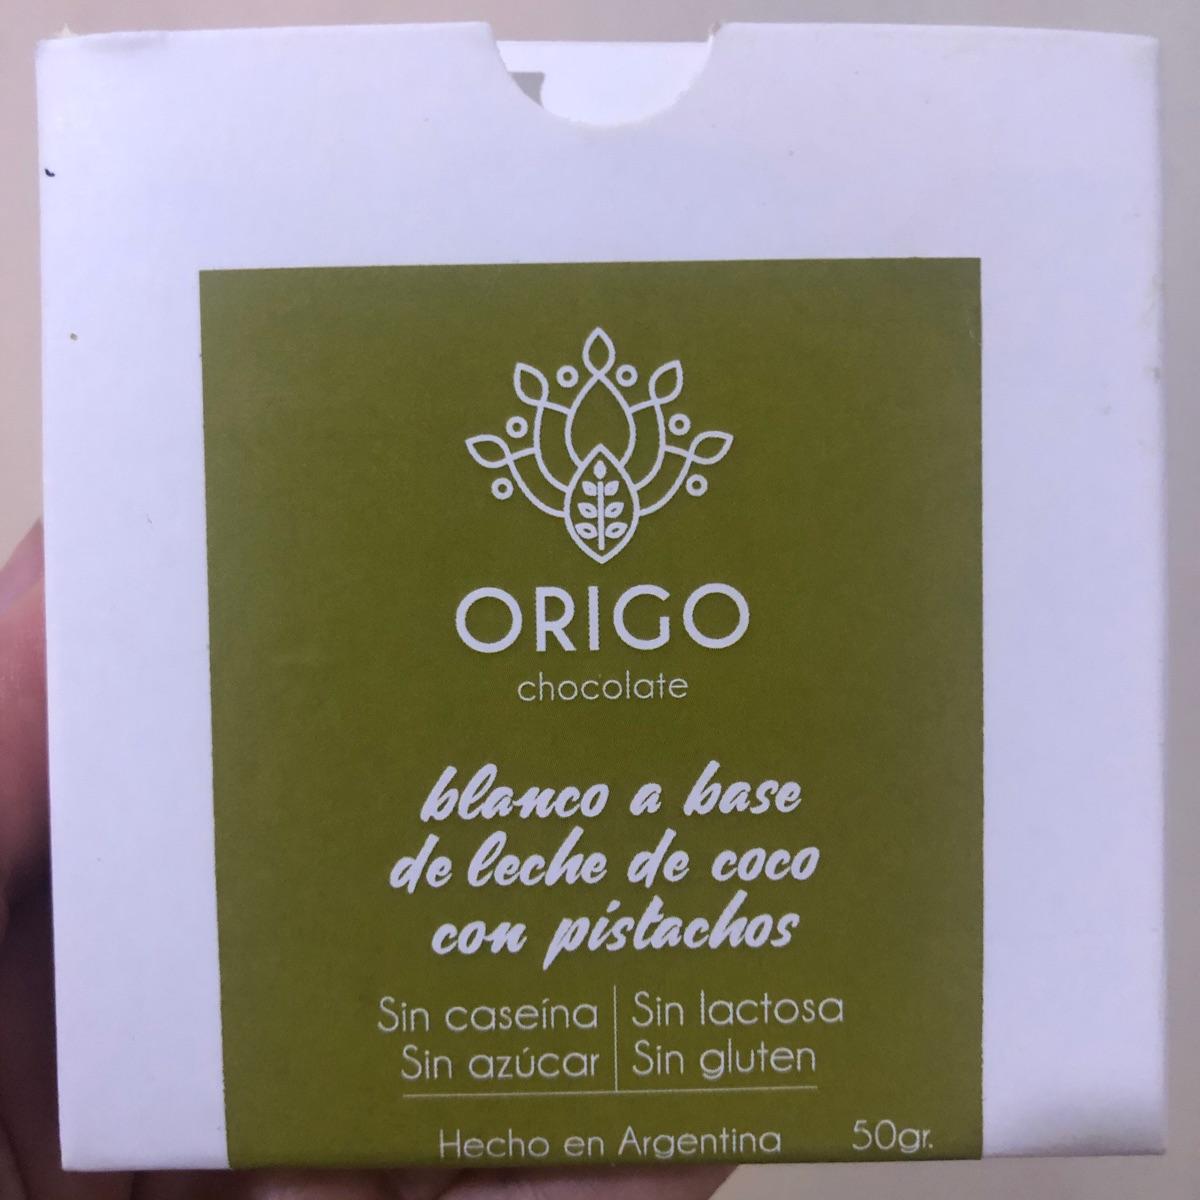 ORIGO
chocolate
blanco a base
de leche de coco
con pistachos
Sin caseína | Sin lactosa
Sin azúcar | Sin gluten
Hecho en Argentina 50gr.